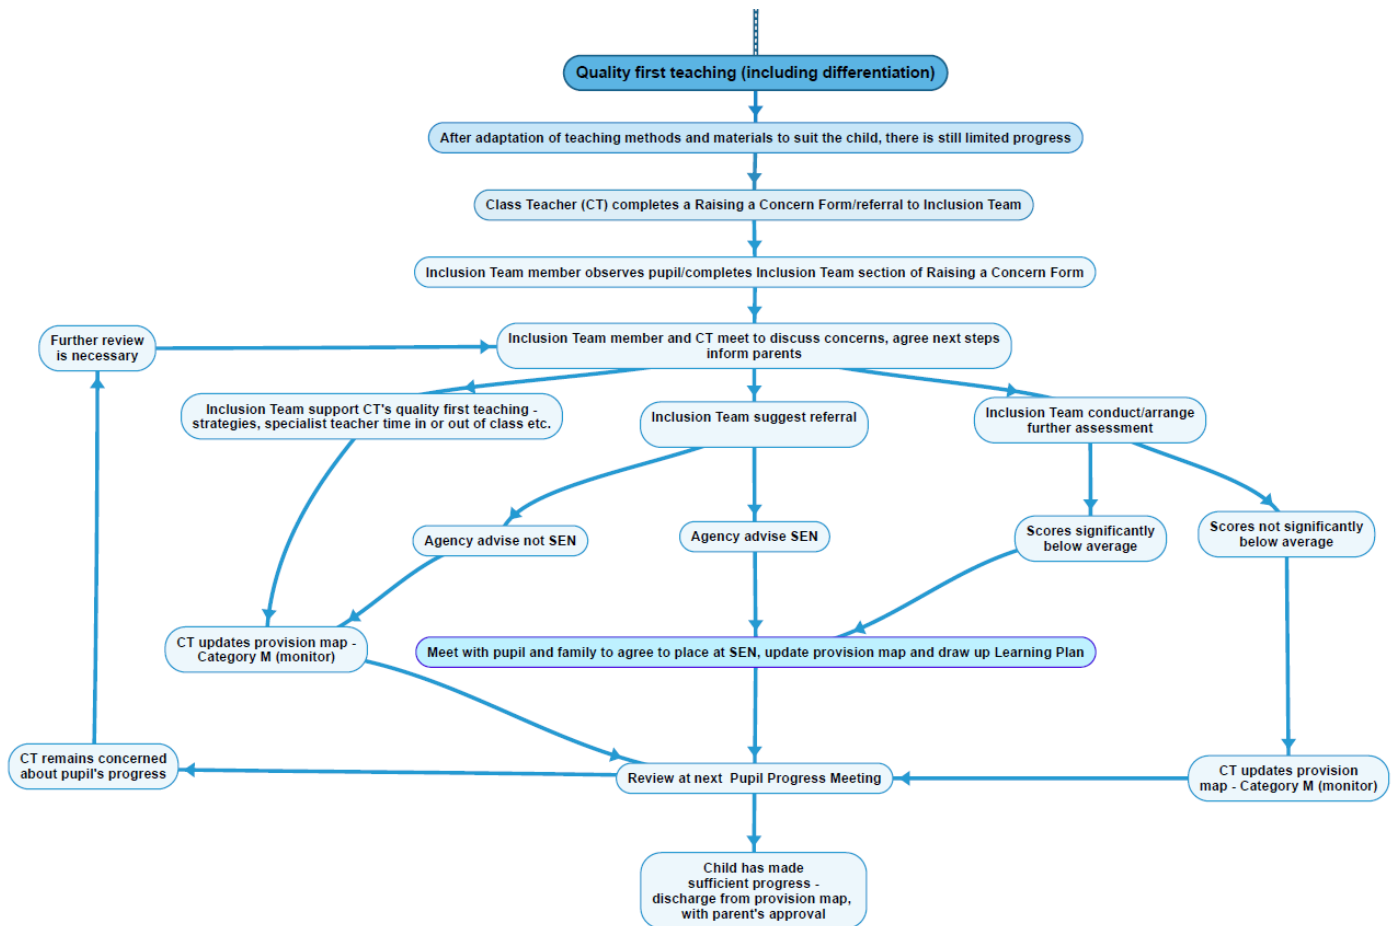 Quality first teaching (including differentiation)
After adaptation of teaching methods and materials to suit the child, there is still limited progress
Class Teacher (CT) completes a Raising a Concern Form/referral to Inclusion Team
Inclusion Team member observes pupil/completes Inclusion Team section of Raising a Concern Form
Further review
is necessary
Inclusion Team member and CT meet to discuss concerns, agree next steps
inform parents
Inclusion Team support CT's quality first teaching -
strategies, specialist teacher time in or out of class etc.
Inclusion Team suggest referral
Inclusion Team conduct/arrange
further assessment
Agency advise not SEN
Agency advise SEN
Scores significantly
below average
Scores not significantly
below average
CT updates provision map -
Category M (monitor)
Meet with pupil and family to agree to place at SEN, update provision map and draw up Learning Plan
CT remains concerned
about pupil's progress
Review at next Pupil Progress Meeting
CT updates provision
map - Category M (monitor)
Child has made
sufficient progress -
discharge from provision map,
with parent's approval